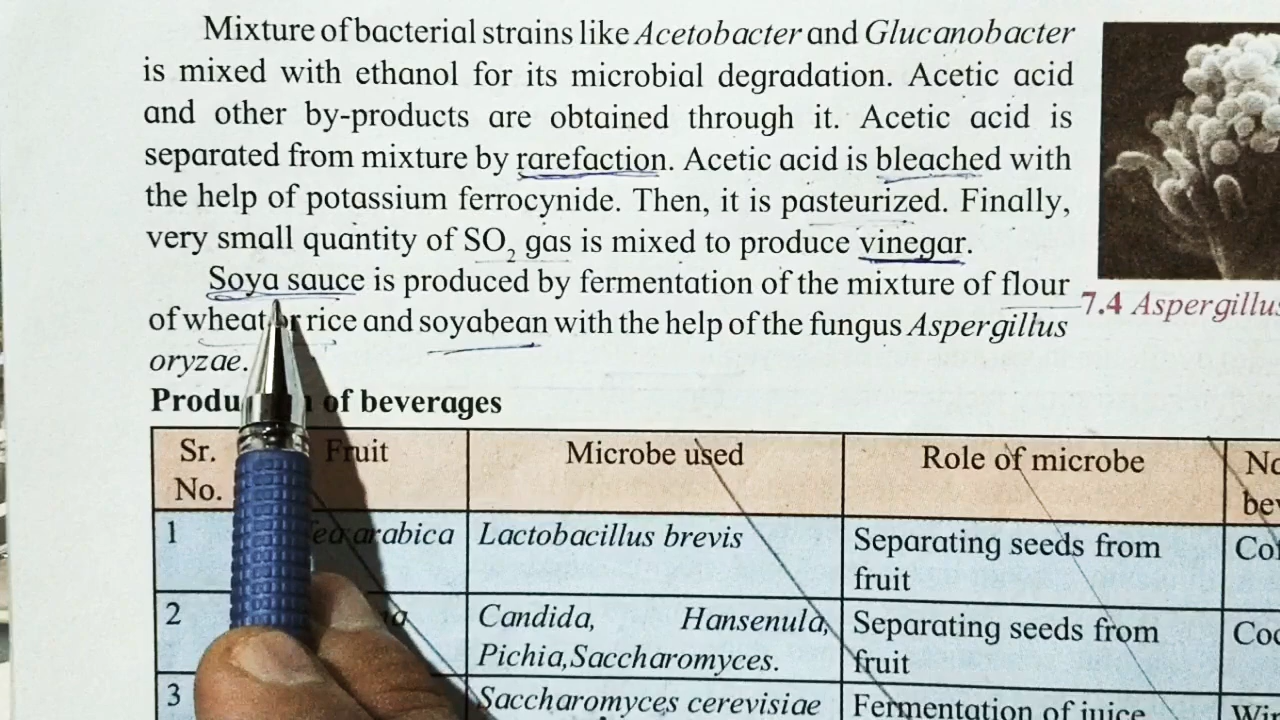 Mixture of bacterial strains like Acetobacter and Glucanobacter
is mixed with ethanol for its microbial degradation. Acetic acid
and other by-products are obtained through it. Acetic acid is
separated from mixture by rarefaction. Acetic acid is bleached with
the help of potassium ferrocynide. Then, it is pasteurized. Finally,
very small quantity of SO₂ gas is mixed to produce vinegar.
Soya sauce is produced by fermentation of the mixture of flour
of wheat or rice and soyabean with the help of the fungus Aspergillus
oryzae.
7.4 Aspergillus
of beverages
Sr. No. Fruit Microbe used Role of microbe
1 arabica Lactobacillus brevis Separating seeds from fruit
2 Candida, Hansenula, Pichia,Saccharomyces. Separating seeds from fruit
3 Saccharomyces cerevisiae Fermentation of juice